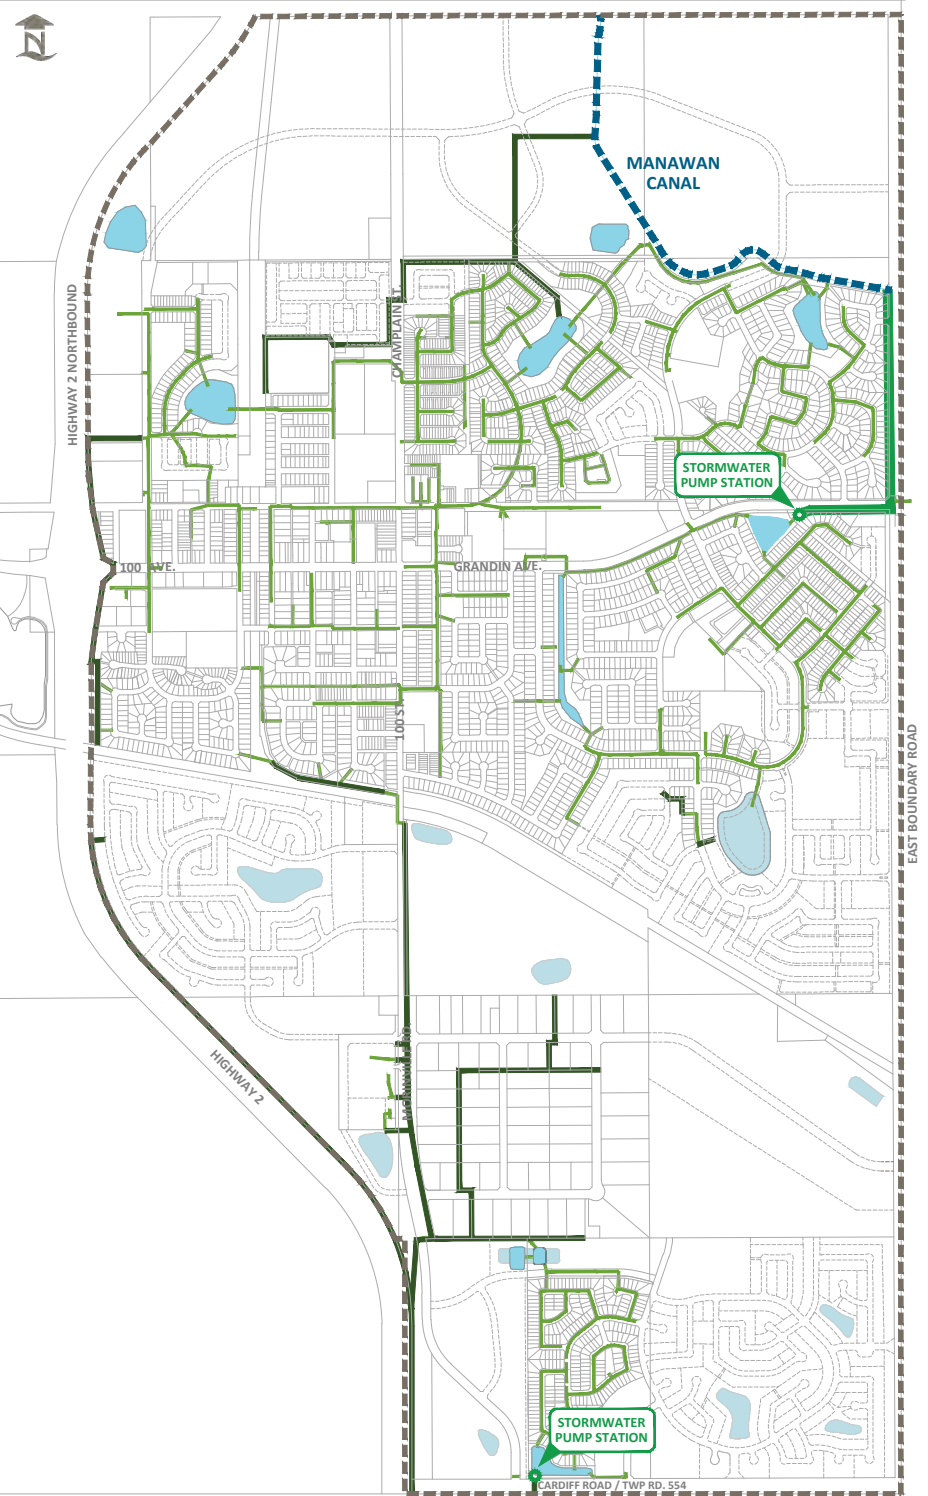 N
MANAWAN
CANAL
HIGHWAY 2 NORTHBOUND
CHAMPLAIN ST.
STORMWATER
PUMP STATION
100 AVE.
GRANDIN AVE.
100 ST.
EAST BOUNDARY ROAD
HIGHWAY 2
STORMWATER
PUMP STATION
CARDIFF ROAD / TWP RD. 554